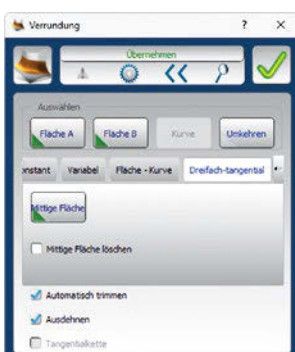 Verrundung ? ×
Übernehmen
Auswählen
Fläche A Fläche B Kurve Umkehren
onstant Variabel Fläche - Kurve Dreifach-tangential
Mittige Fläche
Mittige Fläche löschen
Automatisch trimmen
Ausdehnen
Tangentialkette